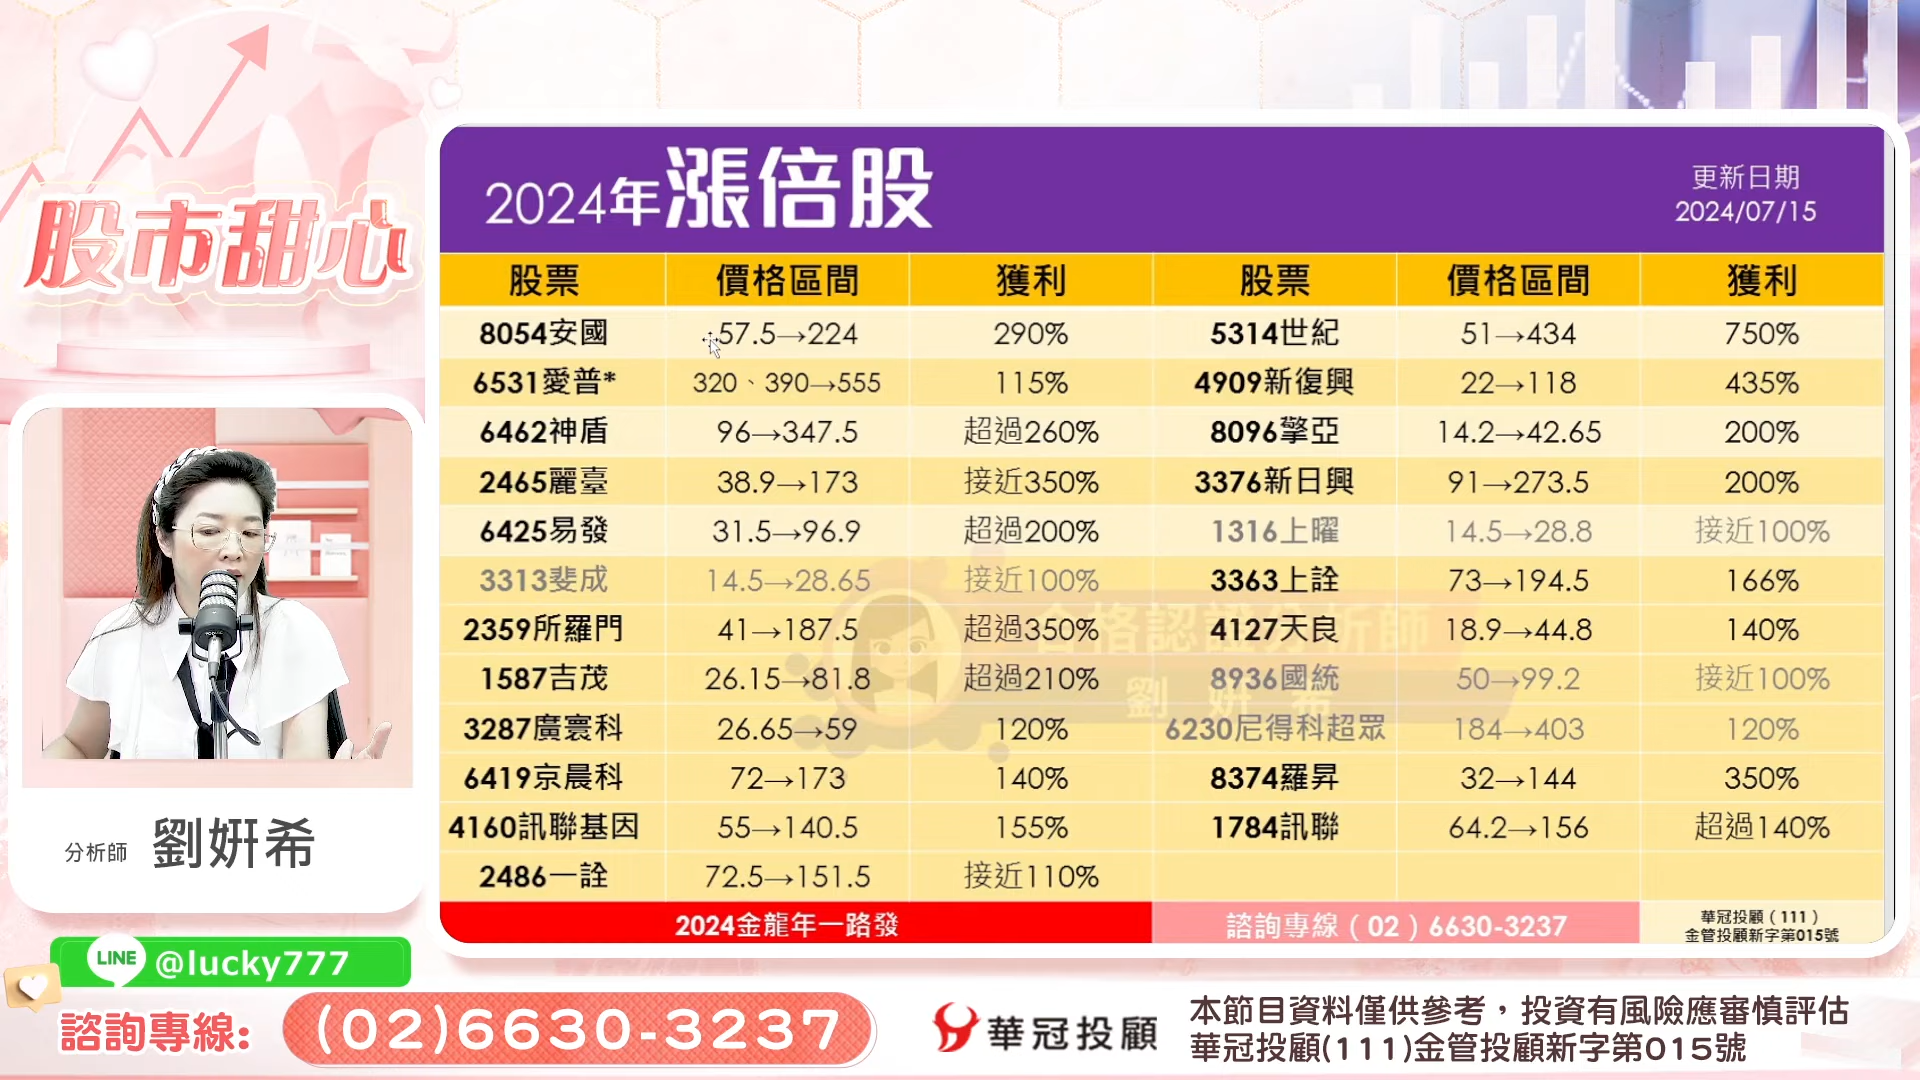 股市甜心
2024年漲倍股
更新日期
2024/07/15
股票 價格區間 獲利 股票 價格區間 獲利
8054安國 57.5→224 290% 5314世紀 51→434 750%
6531愛普* 320、390→555 115% 4909新復興 22→118 435%
6462神盾 96→347.5 超過260% 8096擎亞 14.2→42.65 200%
2465麗臺 38.9→173 接近350% 3376新日興 91→273.5 200%
6425易發 31.5→96.9 超過200% 1316上曜 14.5→28.8 接近100%
3313斐成 14.5→28.65 接近100% 3363上詮 73→194.5 166%
2359所羅門 41→187.5 超過350% 4127天良 18.9→44.8 140%
1587吉茂 26.15→81.8 超過210% 8936國統 50→99.2 接近100%
3287廣寰科 26.65→59 120% 6230尼得科超眾 184→403 120%
6419京晨科 72→173 140% 8374羅昇 32→144 350%
4160訊聯基因 55→140.5 155% 1784訊聯 64.2→156 超過140%
2486一詮 72.5→151.5 接近110%
合格認證分析師
劉妍希
2024金龍年一路發 諮詢專線（02）6630-3237
華冠投顧（111）
金管投顧新字第015號
分析師 劉妍希
LINE @lucky777
諮詢專線: (02)6630-3237
華冠投顧
本節目資料僅供參考，投資有風險應審慎評估
華冠投顧(111)金管投顧新字第015號